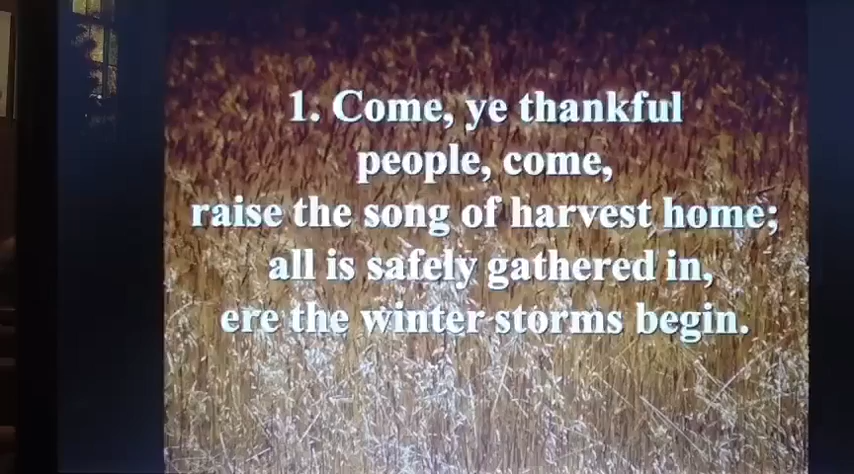 1. Come, ye thankful
people, come,
raise the song of harvest home;
all is safely gathered in,
ere the winter storms begin.